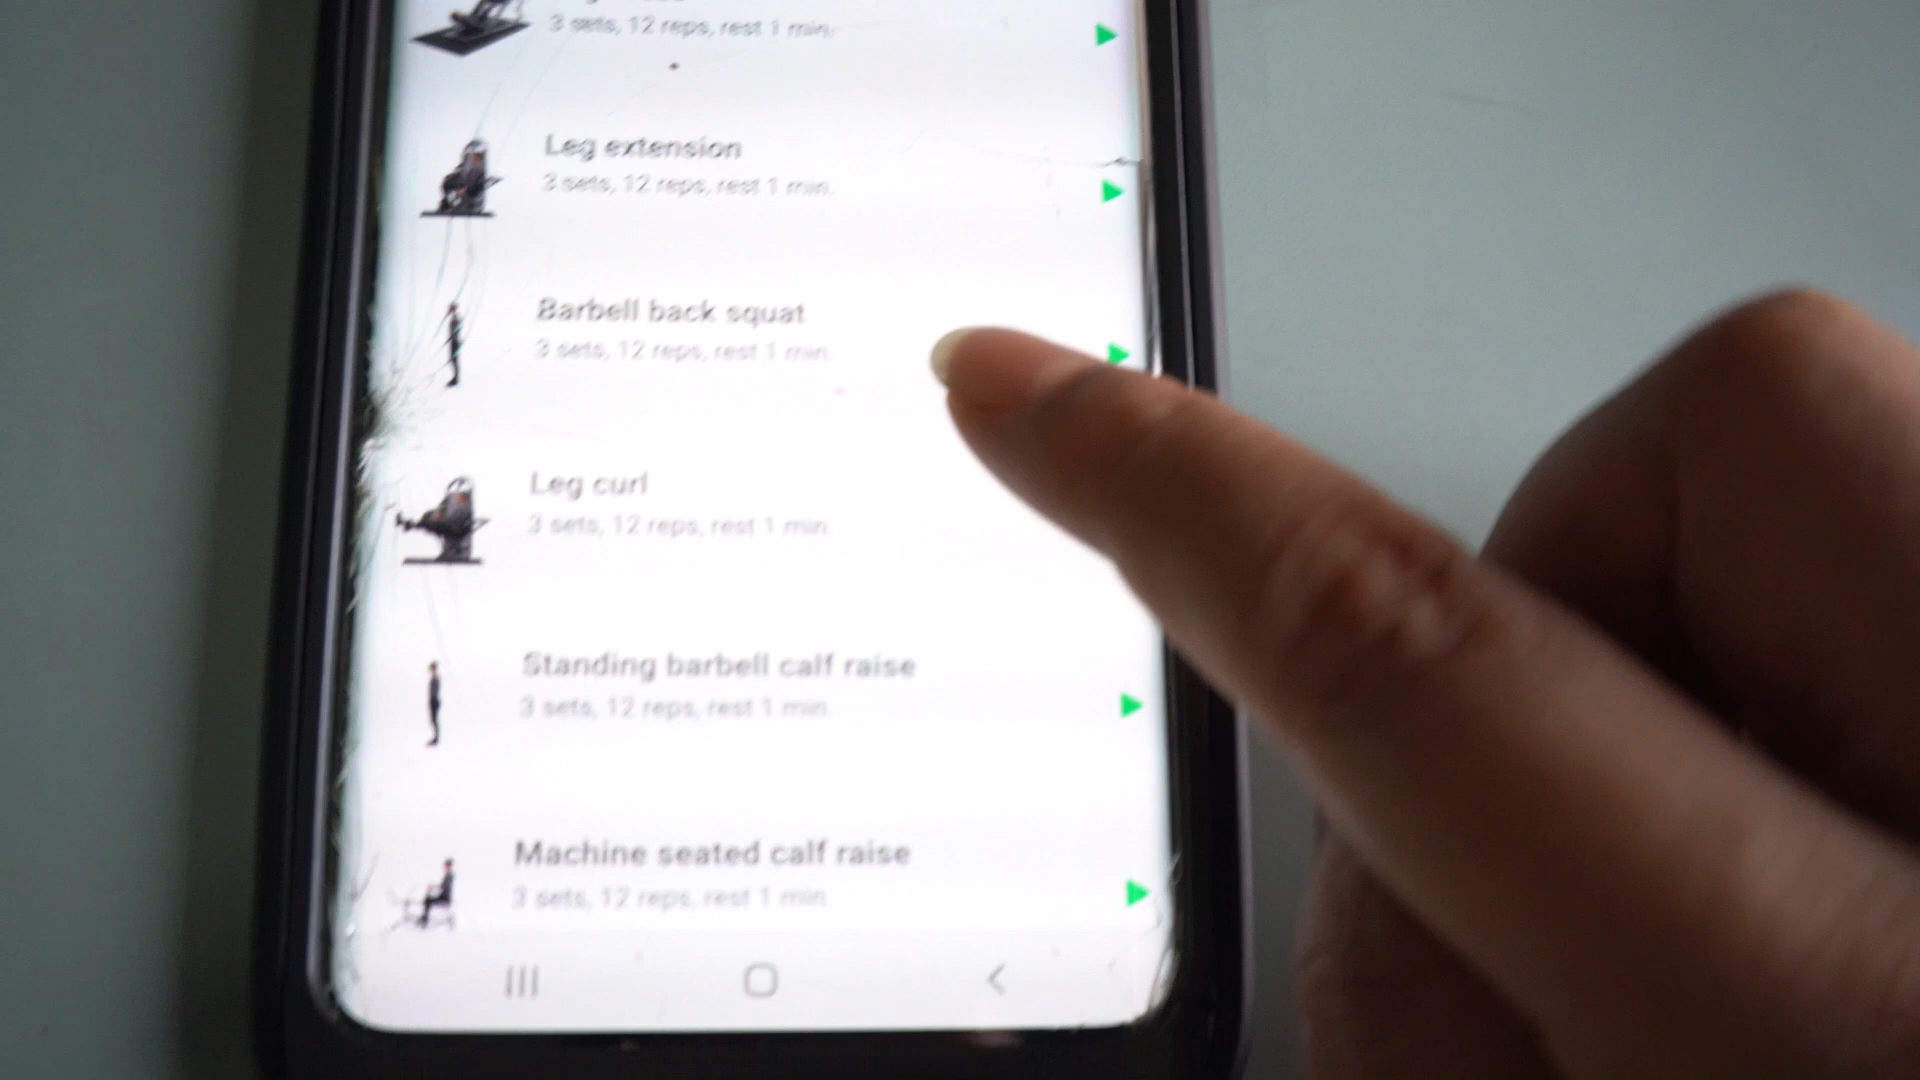 3 sets, 12 reps, rest 1 min.
Leg extension
3 sets, 12 reps, rest 1 min.
Barbell back squat
3 sets, 12 reps, rest 1 min.
Leg curl
3 sets, 12 reps, rest 1 min.
Standing barbell calf raise
3 sets, 12 reps, rest 1 min.
Machine seated calf raise
3 sets, 12 reps, rest 1 min.